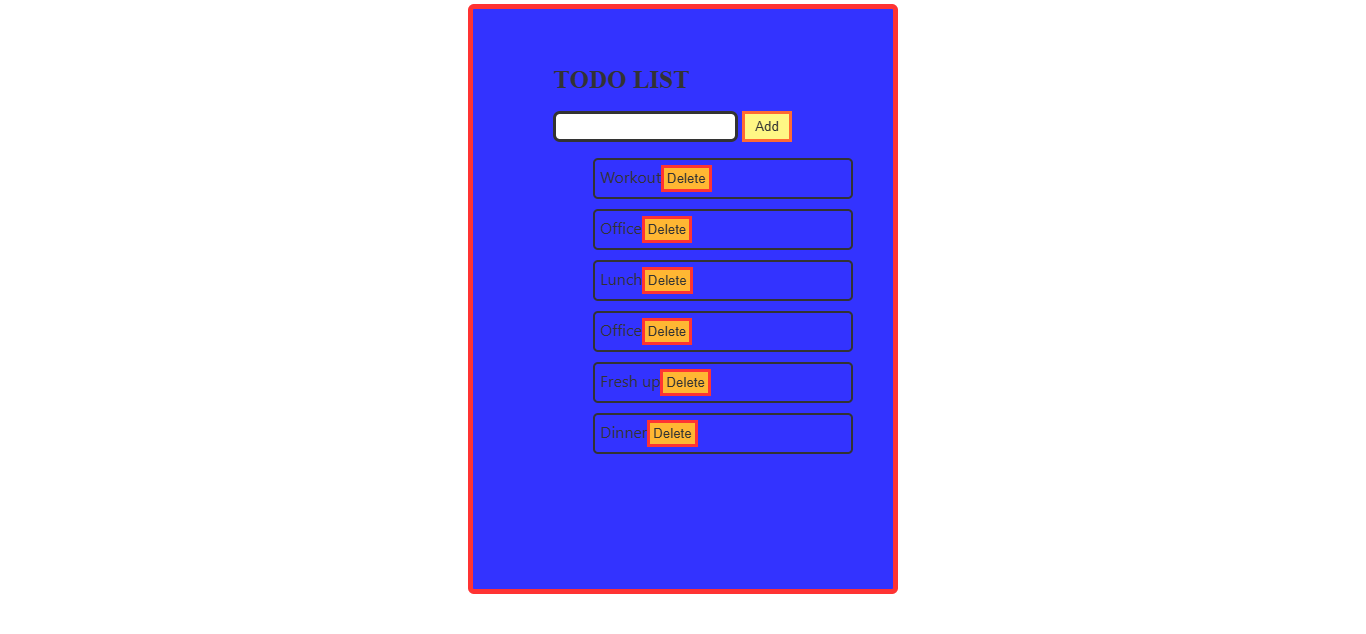 TODO LIST
Add
Workout Delete
Office Delete
Lunch Delete
Office Delete
Fresh up Delete
Dinner Delete